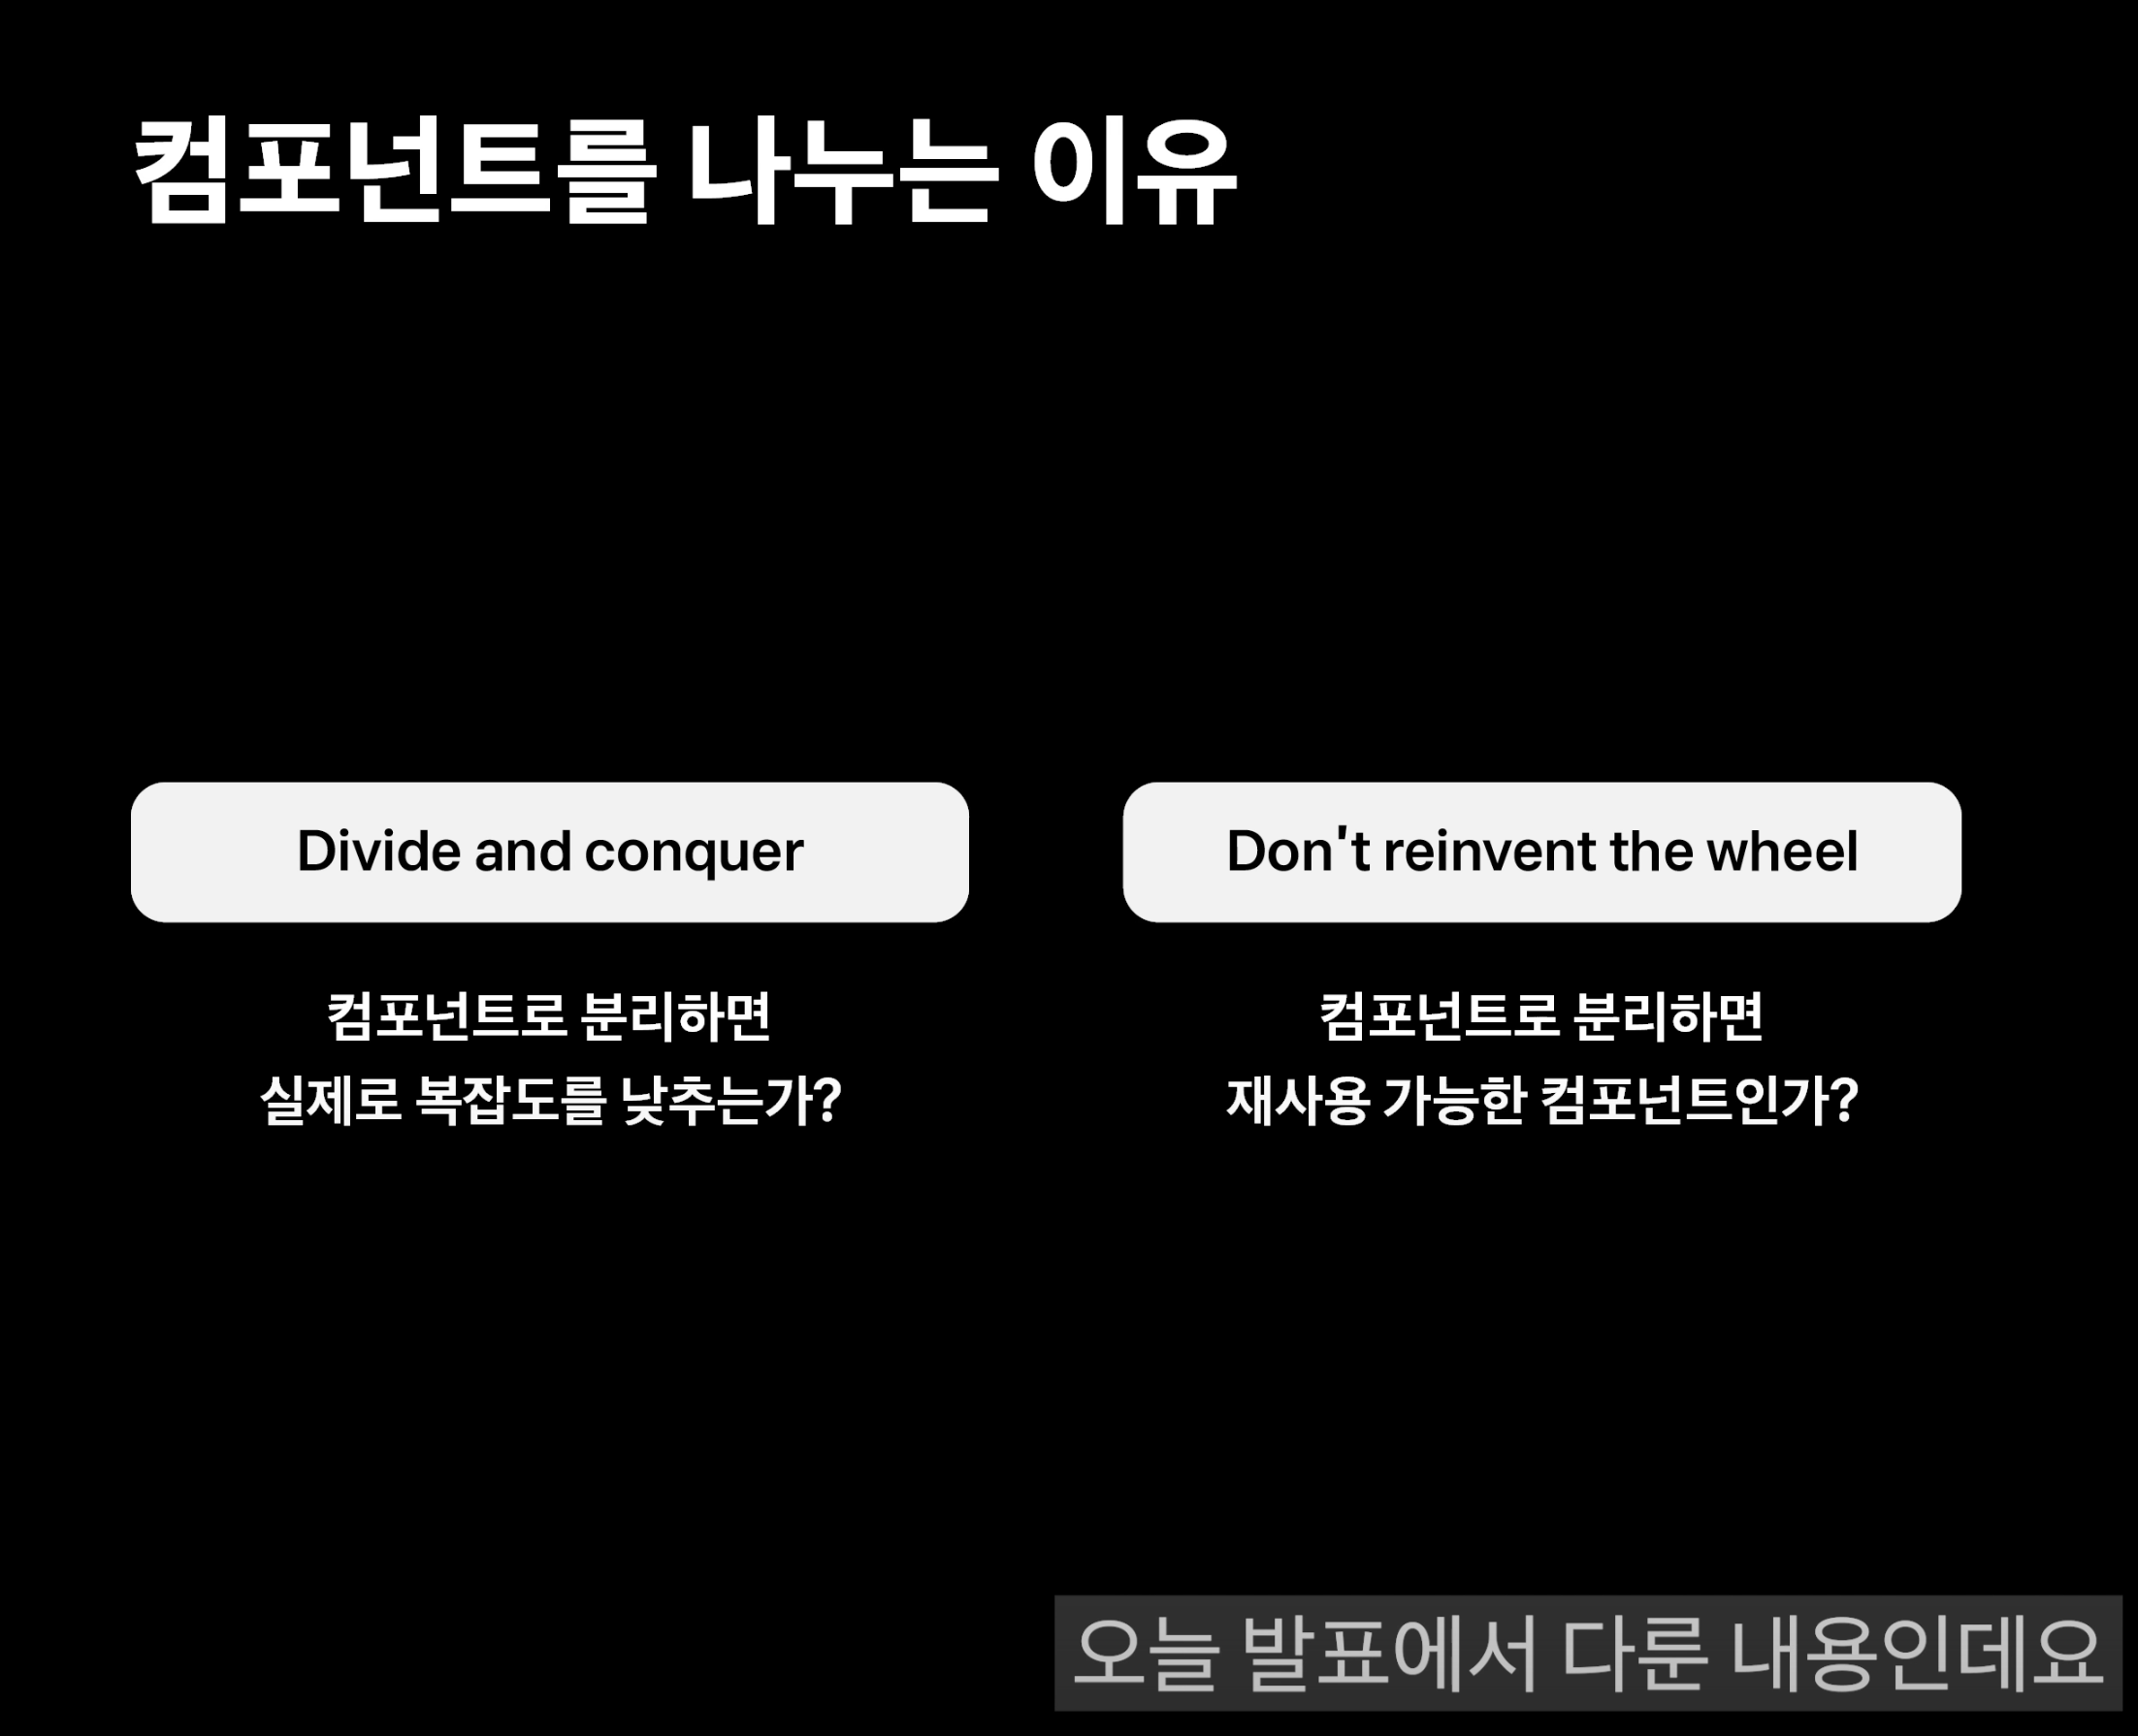 컴포넌트를 나누는 이유
Divide and conquer
컴포넌트로 분리하면
실제로 복잡도를 낮추는가?
Don't reinvent the wheel
컴포넌트로 분리하면
재사용 가능한 컴포넌트인가?
오늘 발표에서 다룬 내용인데요